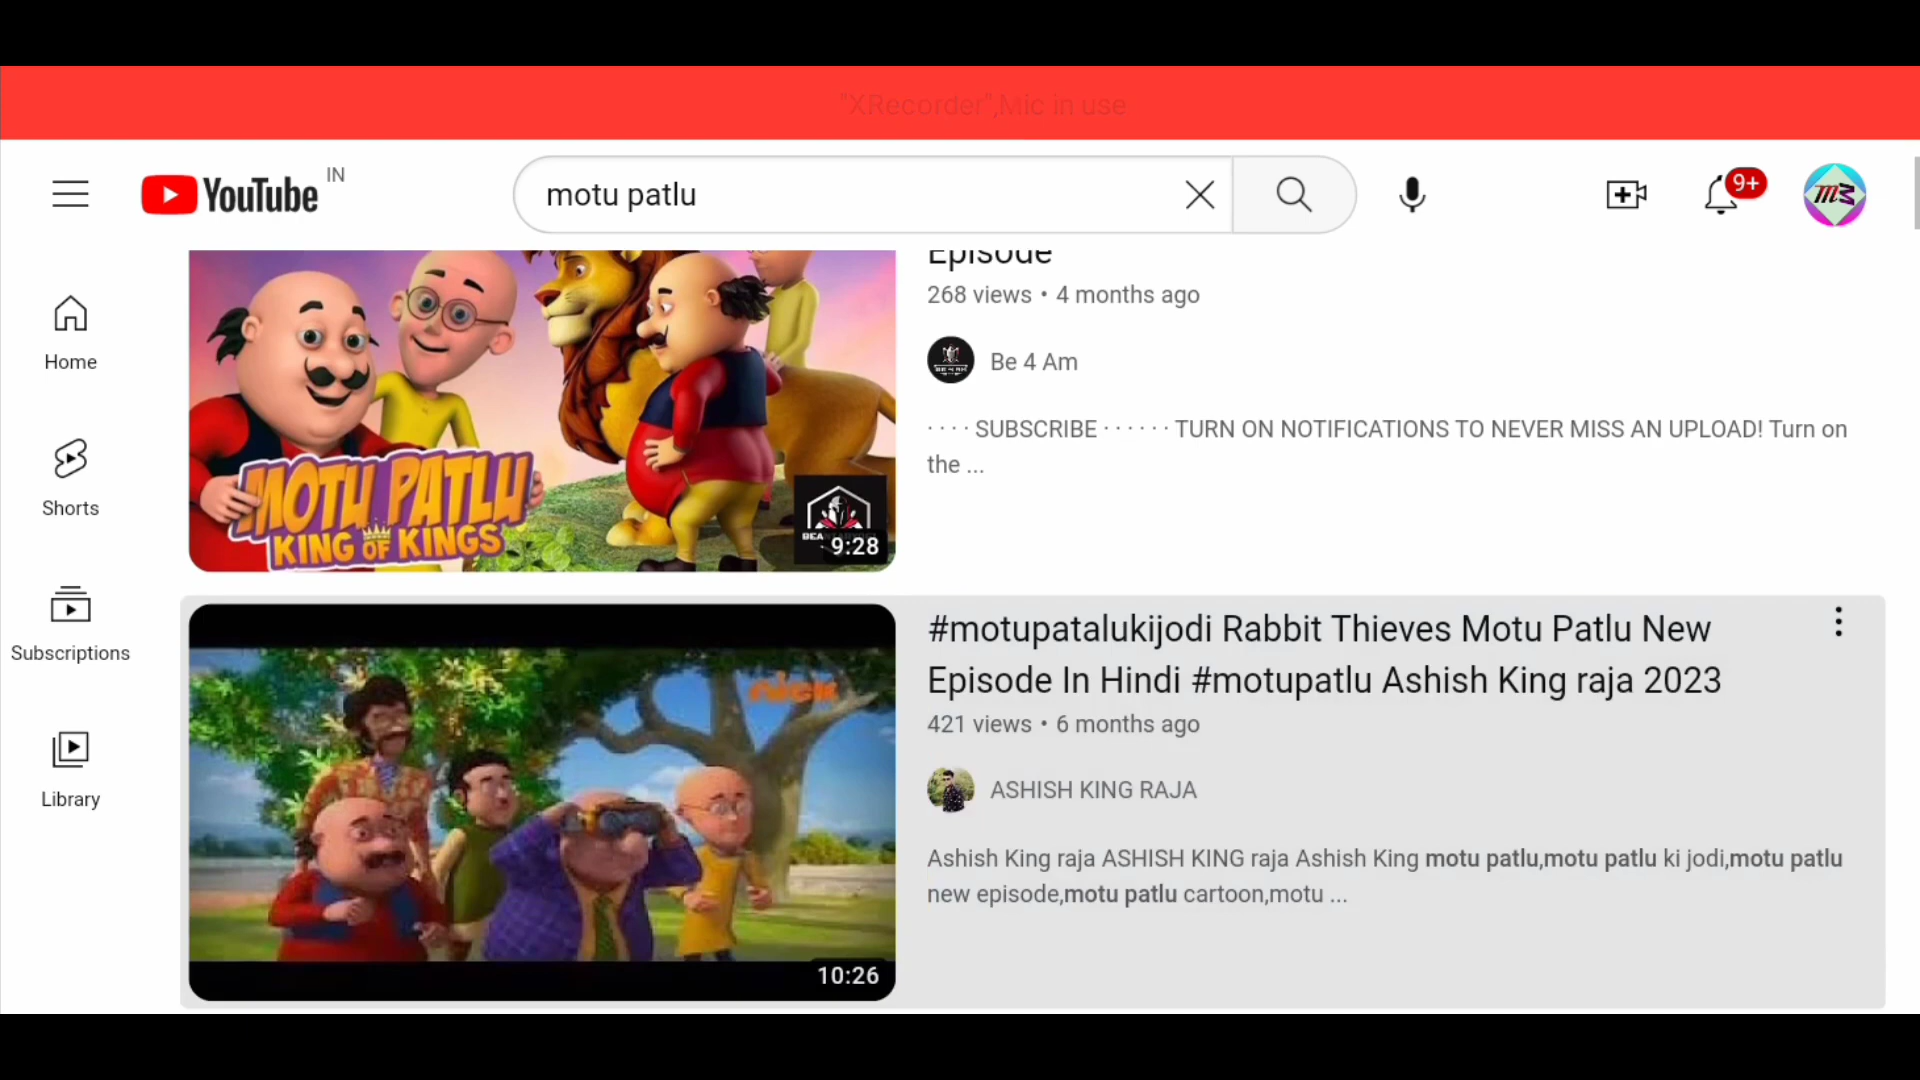 "XRecorder",Mic in use
YouTube IN
motu patlu
9+
Home
Shorts
Subscriptions
Library
MOTU PATLU
KING OF KINGS
9:28
Episode
268 views • 4 months ago
Be 4 Am
· · · · SUBSCRIBE · · · · · · TURN ON NOTIFICATIONS TO NEVER MISS AN UPLOAD! Turn on
the ...
nick
10:26
#motupatalukijodi Rabbit Thieves Motu Patlu New
Episode In Hindi #motupatlu Ashish King raja 2023
421 views • 6 months ago
ASHISH KING RAJA
Ashish King raja ASHISH KING raja Ashish King motu patlu,motu patlu ki jodi,motu patlu
new episode,motu patlu cartoon,motu ...